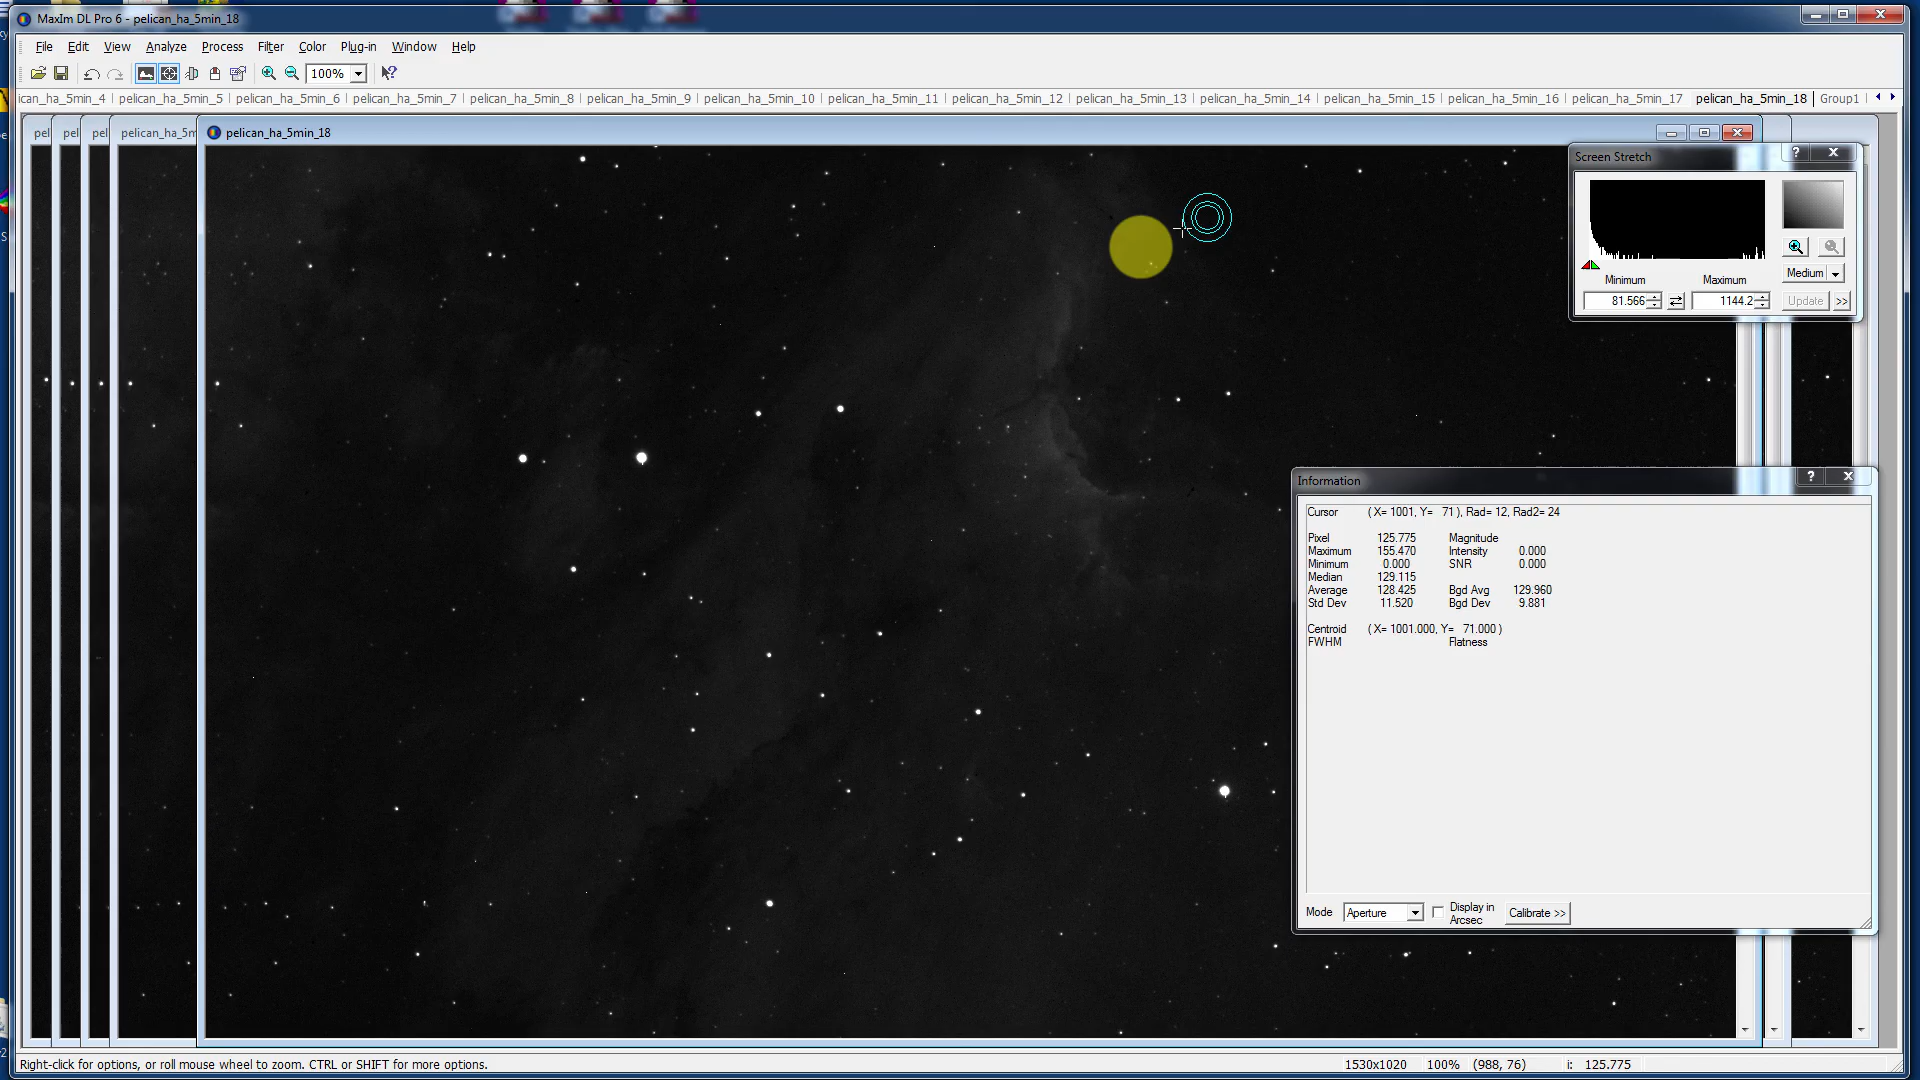 MaxIm DL Pro 6 - pelican_ha_5min_18
File Edit View Analyze Process Filter Color Plug-in Window Help
100%
ican_ha_5min_4 pelican_ha_5min_5 pelican_ha_5min_6 pelican_ha_5min_7 pelican_ha_5min_8 pelican_ha_5min_9 pelican_ha_5min_10 pelican_ha_5min_11 pelican_ha_5min_12 pelican_ha_5min_13 pelican_ha_5min_14 pelican_ha_5min_15 pelican_ha_5min_16 pelican_ha_5min_17 pelican_ha_5min_18 Group1
pel pel pel pelican_ha_5m pelican_ha_5min_18
Screen Stretch ?
Medium
Minimum Maximum
81.566 1144.2 Update >>
Information ?
Cursor ( X= 1001, Y= 71 ), Rad= 12, Rad2= 24
Pixel 125.775 Magnitude
Maximum 155.470 Intensity 0.000
Minimum 0.000 SNR 0.000
Median 129.115
Average 128.425 Bgd Avg 129.960
Std Dev 11.520 Bgd Dev 9.881
Centroid ( X= 1001.000, Y= 71.000 )
FWHM Flatness
Mode Aperture Display in Arcsec Calibrate >>
Right-click for options, or roll mouse wheel to zoom. CTRL or SHIFT for more options. 1530x1020 100% (988, 76) i: 125.775